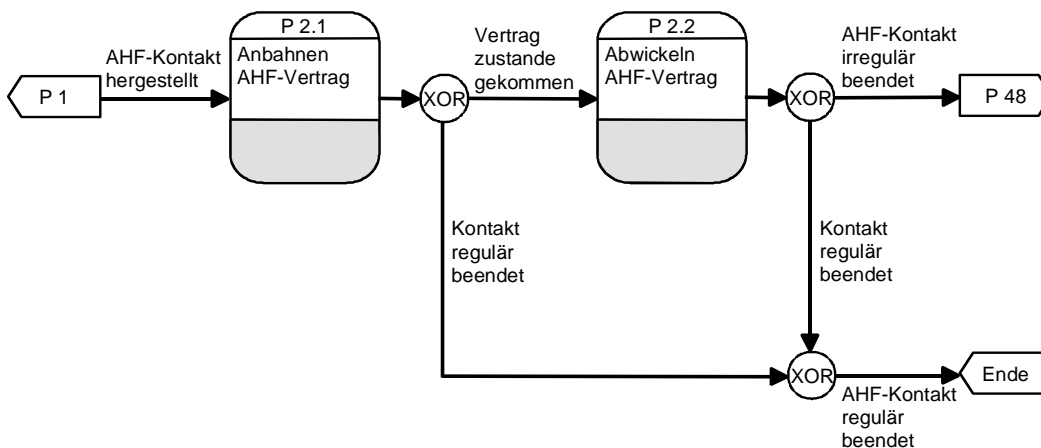 P 1
AHF-Kontakt
hergestellt
P 2.1
Anbahnen
AHF-Vertrag
XOR
Vertrag
zustande
gekommen
P 2.2
Abwickeln
AHF-Vertrag
XOR
AHF-Kontakt
irregulär
beendet
P 48
Kontakt
regulär
beendet
Kontakt
regulär
beendet
XOR
AHF-Kontakt
regulär
beendet
Ende